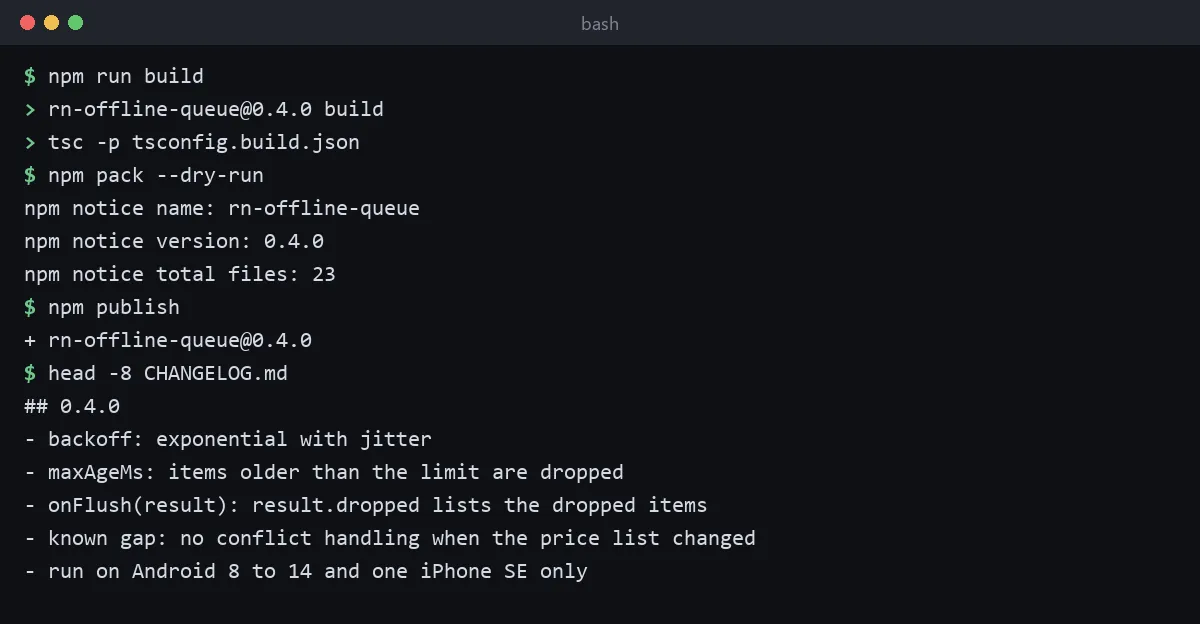 bash
$ npm run build
> rn-offline-queue@0.4.0 build
> tsc -p tsconfig.build.json
$ npm pack --dry-run
npm notice name: rn-offline-queue
npm notice version: 0.4.0
npm notice total files: 23
$ npm publish
+ rn-offline-queue@0.4.0
$ head -8 CHANGELOG.md
## 0.4.0
- backoff: exponential with jitter
- maxAgeMs: items older than the limit are dropped
- onFlush(result): result.dropped lists the dropped items
- known gap: no conflict handling when the price list changed
- run on Android 8 to 14 and one iPhone SE only